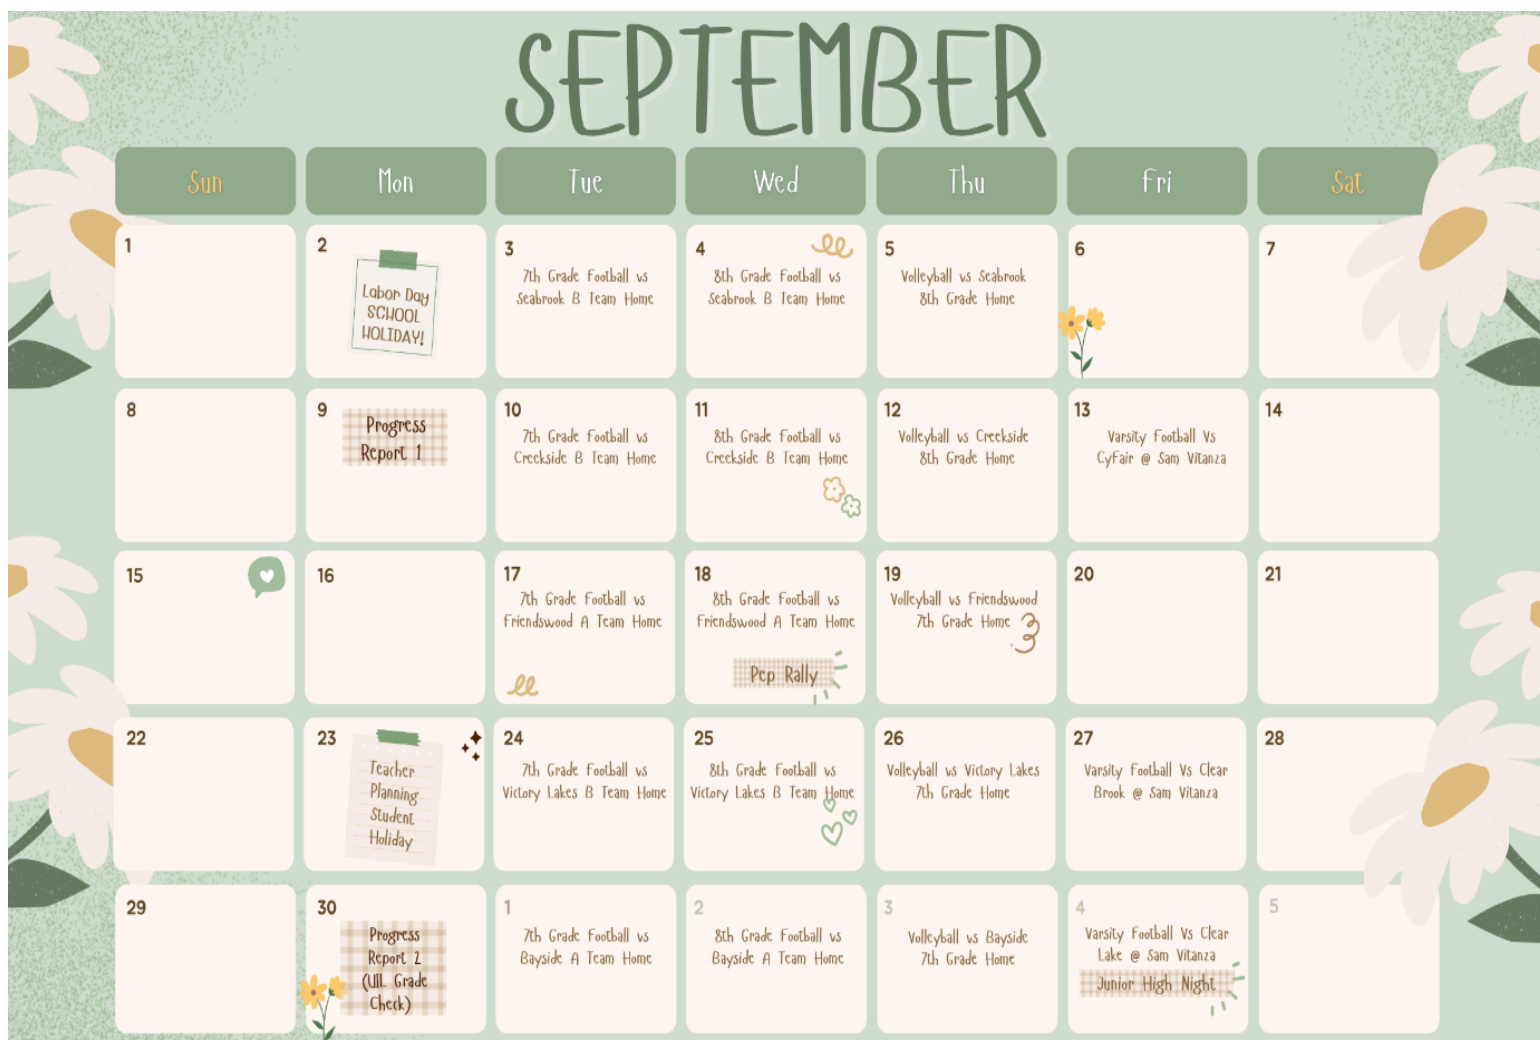 SEPTEMBER
Sun
Mon
Tue
Wed
Thu
Fri
Sat
1
2
Labor Day
SCHOOL
HOLIDAY!
3
7th Grade Football vs
Seabrook B Team Home
4
8th Grade Football vs
Seabrook B Team Home
5
Volleyball vs Seabrook
8th Grade Home
6
7
8
9
Progress
Report 1
10
7th Grade Football vs
Creekside B Team Home
11
8th Grade Football vs
Creekside B Team Home
12
Volleyball vs Creekside
8th Grade Home
13
Varsity Football Vs
CyFair @ Sam Vitanza
14
15
16
17
7th Grade Football vs
Friendswood A Team Home
18
8th Grade Football vs
Friendswood A Team Home
Pep Rally
19
Volleyball vs Friendswood
7th Grade Home
20
21
22
23
Teacher
Planning
Student
Holiday
24
7th Grade Football vs
Victory Lakes B Team Home
25
8th Grade Football vs
Victory Lakes B Team Home
26
Volleyball vs Victory Lakes
7th Grade Home
27
Varsity Football Vs Clear
Brook @ Sam Vitanza
28
29
30
Progress
Report 2
(UIL Grade
Check)
1
7th Grade Football vs
Bayside A Team Home
2
8th Grade Football vs
Bayside A Team Home
3
Volleyball vs Bayside
7th Grade Home
4
Varsity Football Vs Clear
Lake @ Sam Vitanza
Junior High Night
5